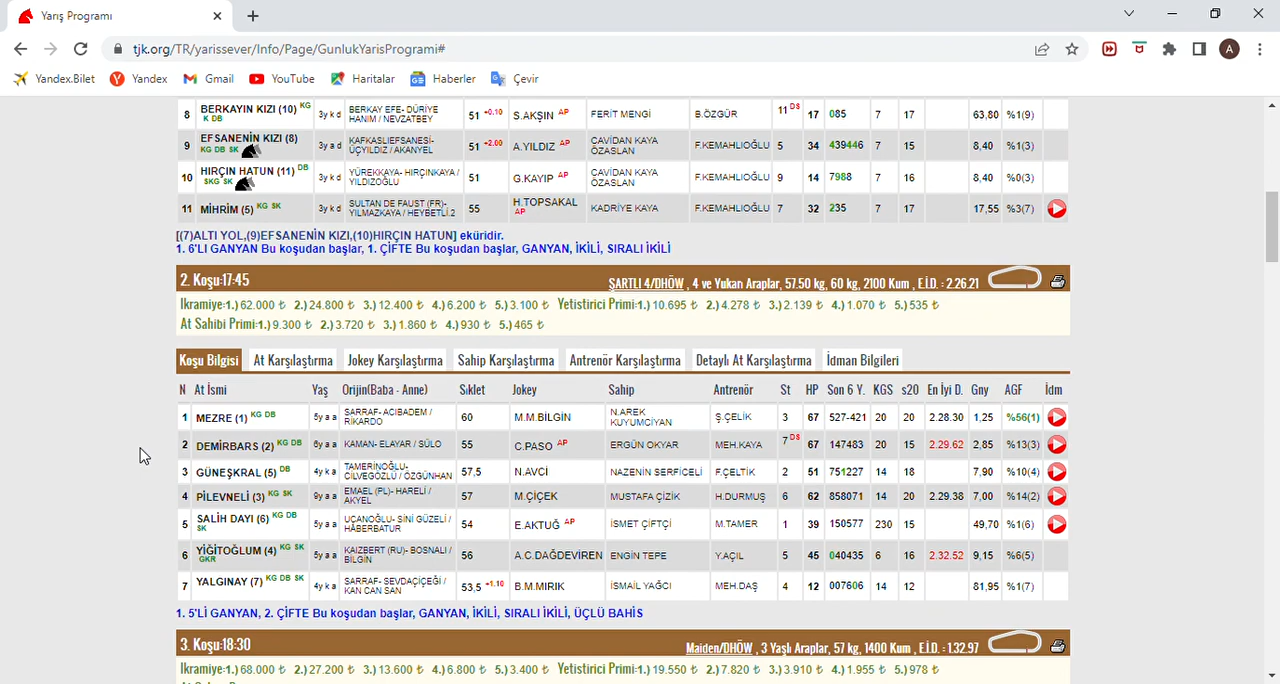 Yarış Programı
tjk.org/TR/yarissever/Info/Page/GunlukYarisProgrami#
A
Yandex.Bilet Yandex Gmail YouTube Haritalar Haberler Çevir
8 BERKAYIN KIZI (10) KG K DB 3y k d BERKAY EFE- DÜRİYE HANIM / NEVZATBEY 51 +0.10 S.AKŞIN AP FERİT MENGİ B.ÖZGÜR 11 DS 17 085 7 17 63,80 %1(9)
9 EFSANENİN KIZI (8) KG DB SK 3y a d KAFKASLIEFSANESİ- ÜÇYILDIZ / AKANYEL 51 +2.00 A.YILDIZ AP CAVİDAN KAYA ÖZASLAN F.KEMAHLIOĞLU 5 34 439446 7 15 8,40 %1(3)
10 HIRÇIN HATUN (11) DB SKG SK 3y k d YÜREKKAYA- HIRÇINKAYA / YILDIZOĞLU 51 G.KAYIP AP CAVİDAN KAYA ÖZASLAN F.KEMAHLIOĞLU 9 14 7988 7 16 8,40 %0(3)
11 MİHRİM (5) KG SK 3y k d SULTAN DE FAUST (FR)- YILMAZKAYA / HEYBETLİ 2 55 H.TOPSAKAL AP KADRİYE KAYA F.KEMAHLIOĞLU 7 32 235 7 17 17,55 %3(7)
[(7)ALTI YOL,(9)EFSANENİN KIZI,(10)HIRÇIN HATUN] eküridir.
1. 6'LI GANYAN Bu koşudan başlar, 1. ÇİFTE Bu koşudan başlar, GANYAN, İKİLİ, SIRALI İKİLİ
2. Koşu:17:45 ŞARTLI 4/DHÖW , 4 ve Yukarı Araplar, 57.50 kg, 60 kg, 2100 Kum , E.İ.D. : 2.26.21
İkramiye:1.) 62.000 ₺ 2.) 24.800 ₺ 3.) 12.400 ₺ 4.) 6.200 ₺ 5.) 3.100 ₺ Yetistirici Primi:1.) 10.695 ₺ 2.) 4.278 ₺ 3.) 2.139 ₺ 4.) 1.070 ₺ 5.) 535 ₺
At Sahibi Primi:1.) 9.300 ₺ 2.) 3.720 ₺ 3.) 1.860 ₺ 4.) 930 ₺ 5.) 465 ₺
Koşu Bilgisi At Karşılaştırma Jokey Karşılaştırma Sahip Karşılaştırma Antrenör Karşılaştırma Detaylı At Karşılaştırma İdman Bilgileri
N At İsmi Yaş Orijin(Baba - Anne) Sıklet Jokey Sahip Antrenör St HP Son 6 Y. KGS s20 En İyi D. Gny AGF İdm
1 MEZRE (1) KG DB 5y a a SARRAF- ACIBADEM / RİKARDO 60 M.M.BİLGİN N.AREK KUYUMCİYAN Ş.ÇELİK 3 67 527-421 20 20 2.28.30 1,25 %56(1)
2 DEMİRBARS (2) KG DB 6y a a KAMAN- ELAYAR / SÜLO 55 C.PASO AP ERGÜN OKYAR MEH.KAYA 7 DS 67 147483 20 15 2.29.62 2,85 %13(3)
3 GÜNEŞKRAL (5) DB 4y k a TAMERİNOĞLU- CİLVEGÖZLÜ / ÖZGÜNHAN 57,5 N.AVCİ NAZENİN SERFİCELİ F.ÇELTİK 2 51 751227 14 18 7,90 %10(4)
4 PİLEVNELİ (3) KG SK 9y a a EMAEL (PL)- HARELİ / AKYEL 57 M.ÇİÇEK MUSTAFA ÇİZİK H.DURMUŞ 6 62 858071 14 20 2.29.38 7,00 %14(2)
5 SALİH DAYI (6) KG DB SK 5y a a UÇANOĞLU- SİNİ GÜZELİ / HABERBATUR 54 E.AKTUĞ AP İSMET ÇİFTÇİ M.TAMER 1 39 150577 230 15 49,70 %1(6)
6 YİĞİTOĞLUM (4) KG SK GKR 5y a a KAIZBERT (RU)- BOSNALI / BİLGİN 56 A.C.DAĞDEVİREN ENGİN TEPE Y.AÇIL 5 45 040435 6 16 2.32.52 9,15 %6(5)
7 YALGINAY (7) KG DB SK 4y k a SARRAF- SEVDAÇİÇEĞİ / KAN CAN SAN 53,5 +1.10 B.M.MIRIK İSMAİL YAĞCI MEH.DAŞ 4 12 007606 14 12 81,95 %1(7)
1. 5'Lİ GANYAN, 2. ÇİFTE Bu koşudan başlar, GANYAN, İKİLİ, SIRALI İKİLİ, ÜÇLÜ BAHİS
3. Koşu:18:30 Maiden/DHÖW , 3 Yaşlı Araplar, 57 kg, 1400 Kum , E.İ.D. : 1.32.97
İkramiye:1.) 68.000 ₺ 2.) 27.200 ₺ 3.) 13.600 ₺ 4.) 6.800 ₺ 5.) 3.400 ₺ Yetistirici Primi:1.) 19.550 ₺ 2.) 7.820 ₺ 3.) 3.910 ₺ 4.) 1.955 ₺ 5.) 978 ₺